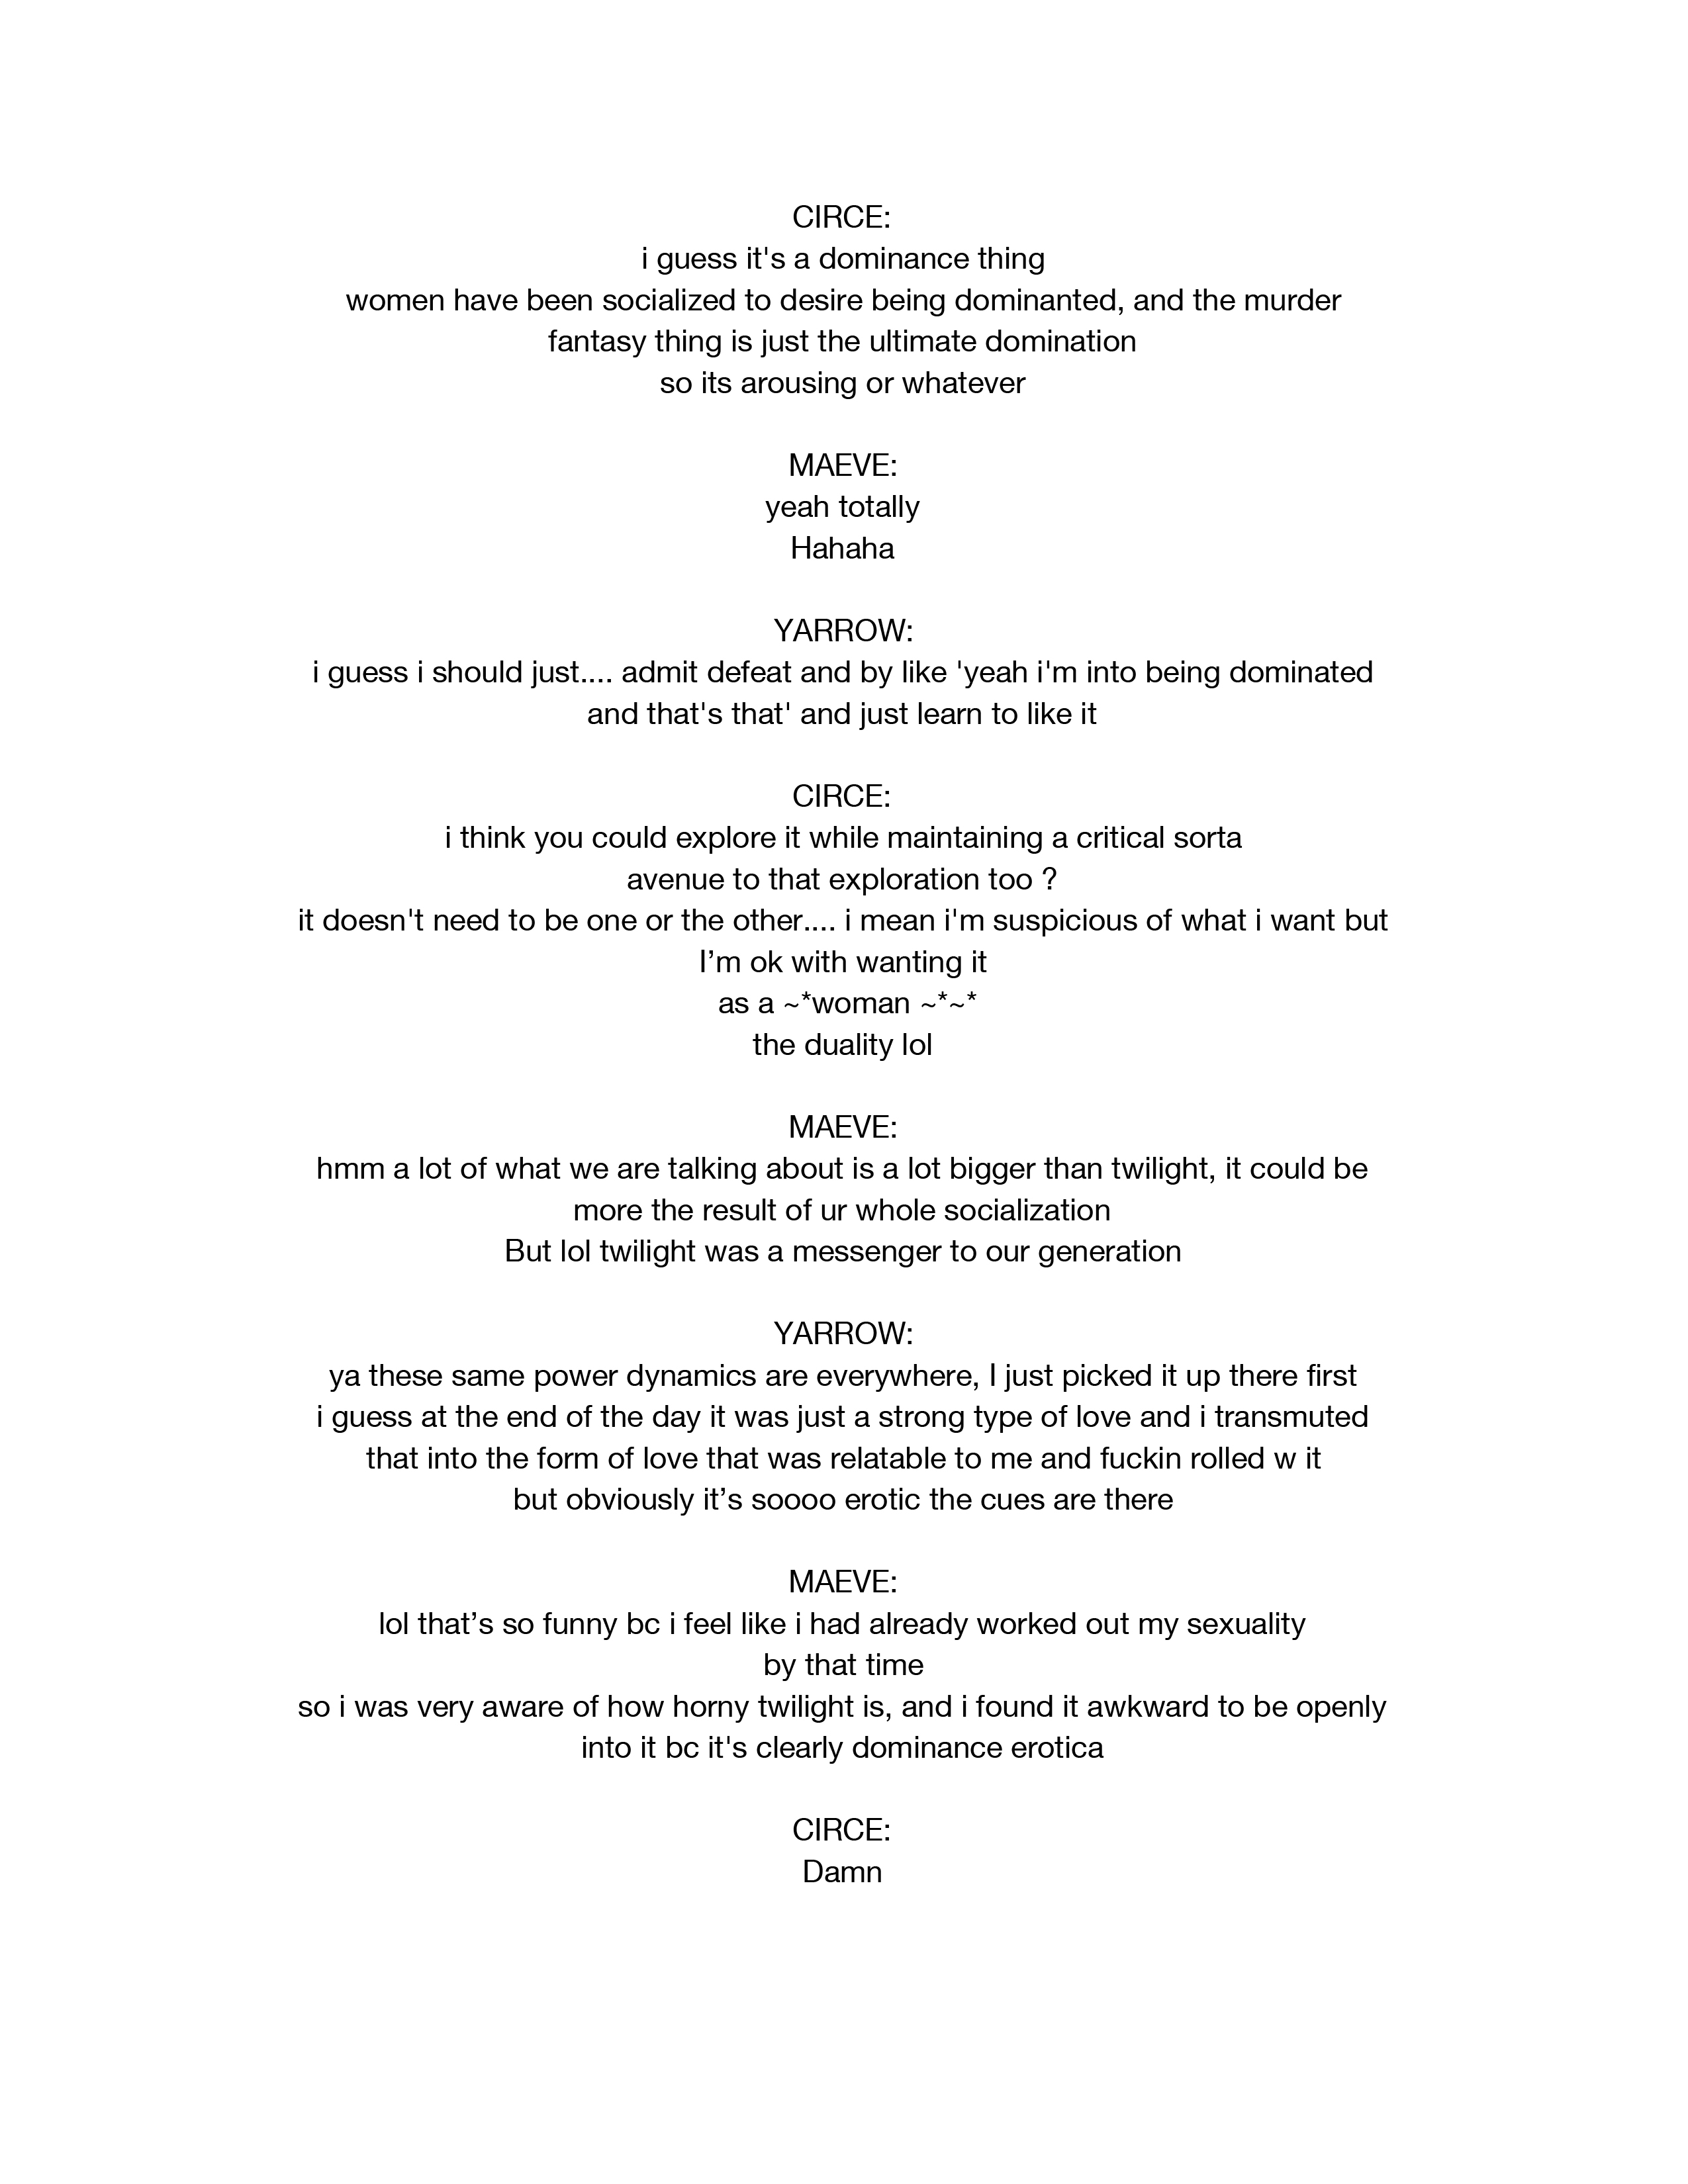 CIRCE:
i guess it's a dominance thing
women have been socialized to desire being dominanted, and the murder
fantasy thing is just the ultimate domination
so its arousing or whatever
MAEVE:
yeah totally
Hahaha
YARROW:
i guess i should just.... admit defeat and by like 'yeah i'm into being dominated
and that's that' and just learn to like it
CIRCE:
i think you could explore it while maintaining a critical sorta
avenue to that exploration too ?
it doesn't need to be one or the other.... i mean i'm suspicious of what i want but
I’m ok with wanting it
as a ~*woman ~*~*
the duality lol
MAEVE:
hmm a lot of what we are talking about is a lot bigger than twilight, it could be
more the result of ur whole socialization
But lol twilight was a messenger to our generation
YARROW:
ya these same power dynamics are everywhere, I just picked it up there first
i guess at the end of the day it was just a strong type of love and i transmuted
that into the form of love that was relatable to me and fuckin rolled w it
but obviously it’s soooo erotic the cues are there
MAEVE:
lol that’s so funny bc i feel like i had already worked out my sexuality
by that time
so i was very aware of how horny twilight is, and i found it awkward to be openly
into it bc it's clearly dominance erotica
CIRCE:
Damn